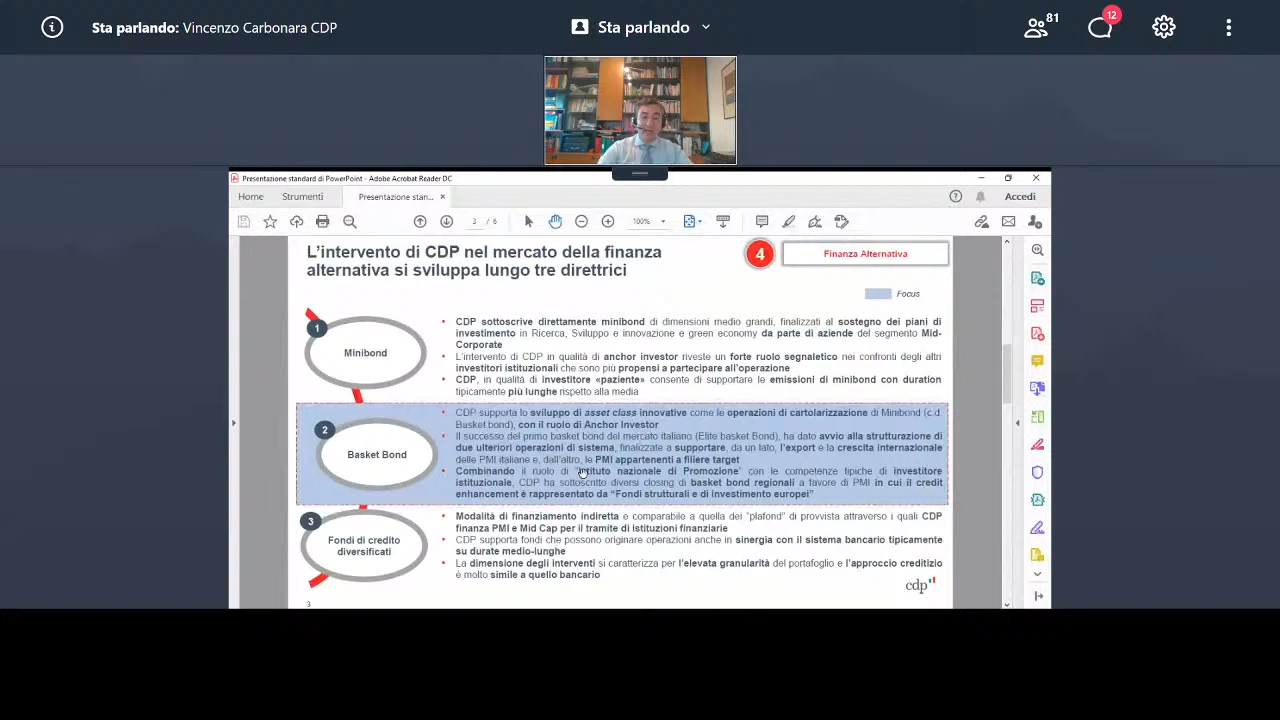 Sta parlando: Vincenzo Carbonara CDP
Sta parlando
81
12
Presentazione standard di PowerPoint - Adobe Acrobat Reader DC
Home
Strumenti
Presentazione stan...
Accedi
3 / 6
100%
L'intervento di CDP nel mercato della finanza
alternativa si sviluppa lungo tre direttrici
4
Finanza Alternativa
Focus
1
Minibond
• CDP sottoscrive direttamente minibond di dimensioni medio grandi, finalizzati al sostegno dei piani di
investimento in Ricerca, Sviluppo e innovazione e green economy da parte di aziende del segmento Mid-
Corporate
• L'intervento di CDP in qualità di anchor investor riveste un forte ruolo segnaletico nei confronti degli altri
investitori istituzionali che sono più propensi a partecipare all'operazione
• CDP, in qualità di investitore «paziente» consente di supportare le emissioni di minibond con duration
tipicamente più lunghe rispetto alla media
2
Basket Bond
• CDP supporta lo sviluppo di asset class innovative come le operazioni di cartolarizzazione di Minibond (c.d.
Basket bond), con il ruolo di Anchor Investor
• Il successo del primo basket bond del mercato italiano (Elite basket Bond), ha dato avvio alla strutturazione di
due ulteriori operazioni di sistema, finalizzate a supportare, da un lato, l'export e la crescita internazionale
delle PMI italiane e, dall'altro, le PMI appartenenti a filiere target
• Combinando il ruolo di "Istituto nazionale di Promozione" con le competenze tipiche di investitore
istituzionale, CDP ha sottoscritto diversi closing di basket bond regionali a favore di PMI in cui il credit
enhancement è rappresentato da "Fondi strutturali e di investimento europei"
3
Fondi di credito
diversificati
• Modalità di finanziamento indiretta e comparabile a quella dei "plafond" di provvista attraverso i quali CDP
finanza PMI e Mid Cap per il tramite di istituzioni finanziarie
• CDP supporta fondi che possono originare operazioni anche in sinergia con il sistema bancario tipicamente
su durate medio-lunghe
• La dimensione degli interventi si caratterizza per l'elevata granularità del portafoglio e l'approccio creditizio
è molto simile a quello bancario
cdp
3